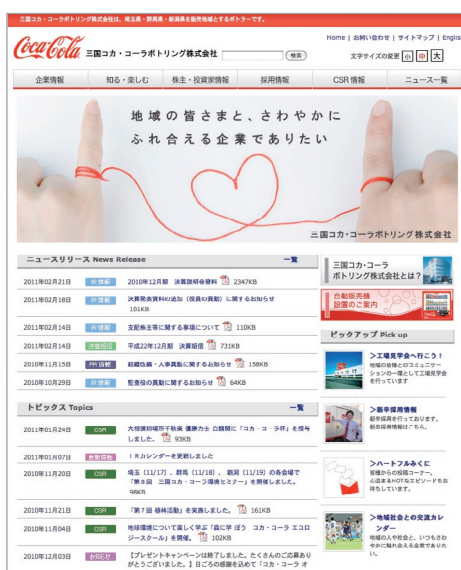 三国コカ・コーラボトリング株式会社は、埼玉県・群馬県・新潟県を販売地域とするボトラーです。
Home | お問い合わせ | サイトマップ | English
Coca-Cola 三国コカ・コーラボトリング株式会社 検索 文字サイズの変更 小 中 大
企業情報 知る・楽しむ 株主・投資家情報 採用情報 CSR情報 ニュース一覧
地域の皆さまと、さわやかに
ふれ合える企業でありたい
三国コカ・コーラボトリング株式会社
ニュースリリース News Release 一覧
2011年02月21日 IR情報 2010年12月期 決算説明会資料 2347KB
2011年02月18日 IR情報 決算発表資料の追加(役員の異動)に関するお知らせ
101KB
2011年02月14日 IR情報 支配株主等に関する事項について 110KB
2011年02月14日 決算短信 平成22年12月期 決算短信 731KB
2010年11月15日 PR情報 組織改編・人事異動に関するお知らせ 158KB
2010年10月29日 IR情報 監査役の異動に関するお知らせ 64KB
トピックス Topics 一覧
2011年01月24日 CSR 大相撲初場所千秋楽 優勝力士 白鵬関に「コカ・コーラ杯」を授与
しました。 93KB
2011年01月07日 IRカレンダーを更新しました
2010年11月20日 CSR 埼玉(11/17)、群馬(11/18)、新潟(11/19)の各会場で
「第8回 三国コカ・コーラ環境セミナー」を開催しました。
98KB
2010年11月21日 CSR 「第7回 植林活動」を実施しました。 161KB
2010年11月04日 CSR 地球環境について楽しく学ぶ「森に学ぼう コカ・コーラ エコロ
ジースクール」を開催。 102KB
2010年12月03日 お知らせ 【プレゼントキャンペーンは終了しました。たくさんのご応募あり
がとうございました。】日ごろの感謝を込めて「コカ・コーラ オ
三国コカ・コーラ
ボトリング株式会社とは?
自動販売機
設置のご案内
ピックアップ Pick up
>工場見学会へ行こう!
地域の皆様とのコミュニケー
ションの一環として工場見学会
を行っています
>新卒採用情報
新卒採用を行っております。
新卒採用情報はこちら。
>ハートフルみくに
皆様からの投稿コーナー。
心温まるHOTなエピソードをお
待ちしています。
>地域社会との交流カレ
ンダー
地域の人や社会と、いつもさわ
やかに触れ合える企業でありた
い。